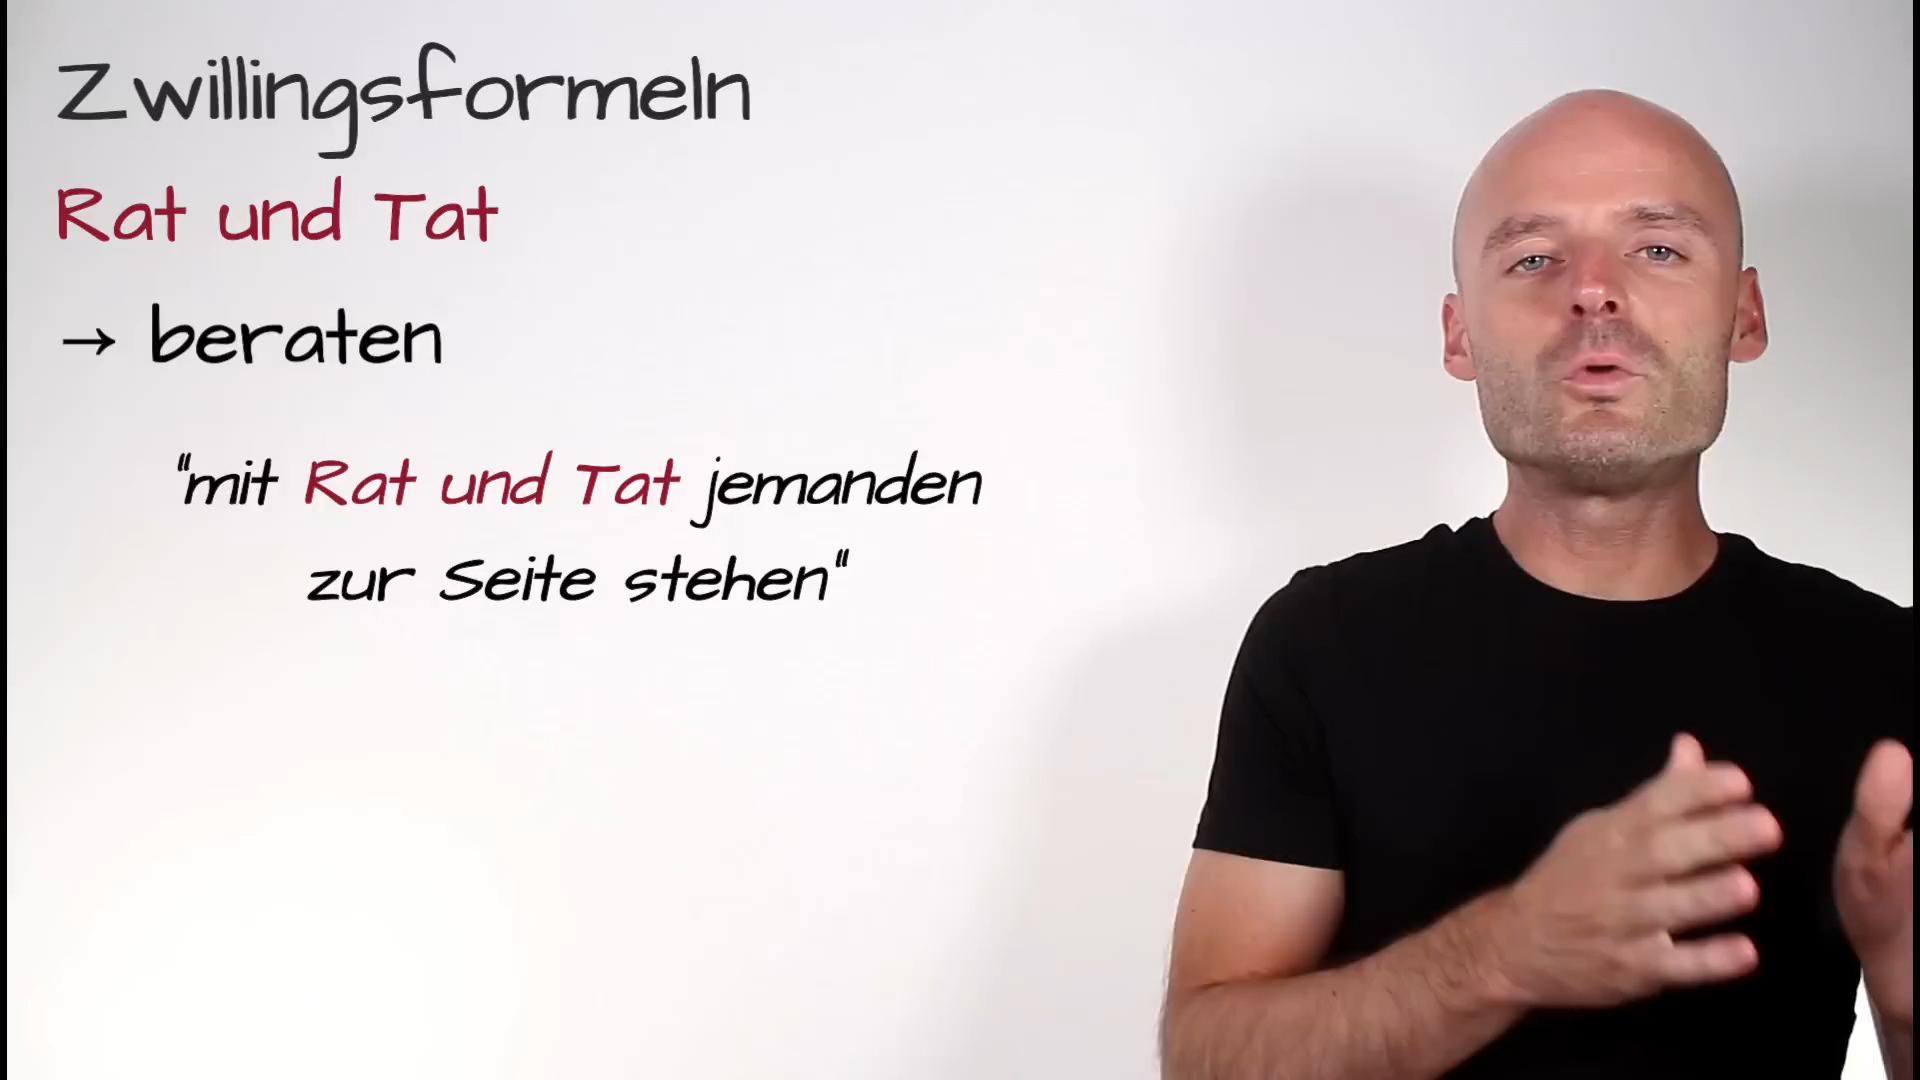 Zwillingsformeln
Rat und Tat
→ beraten
"mit Rat und Tat jemanden
zur Seite stehen"